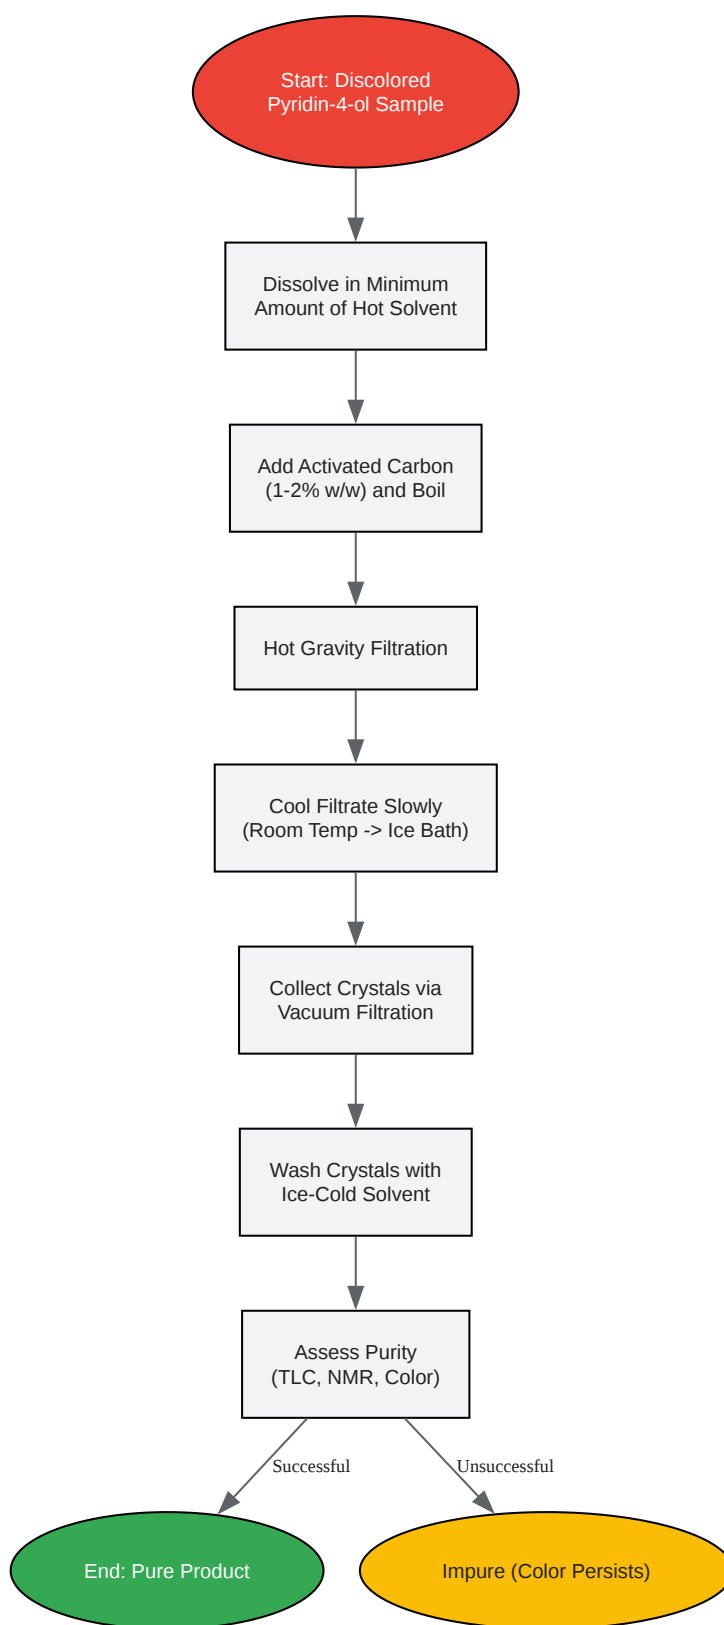 Start: Discolored
Pyridin-4-ol Sample
Dissolve in Minimum
Amount of Hot Solvent
Add Activated Carbon
(1-2% w/w) and Boil
Hot Gravity Filtration
Cool Filtrate Slowly
(Room Temp -> Ice Bath)
Collect Crystals via
Vacuum Filtration
Wash Crystals with
Ice-Cold Solvent
Assess Purity
(TLC, NMR, Color)
Successful
Unsuccessful
End: Pure Product
Impure (Color Persists)